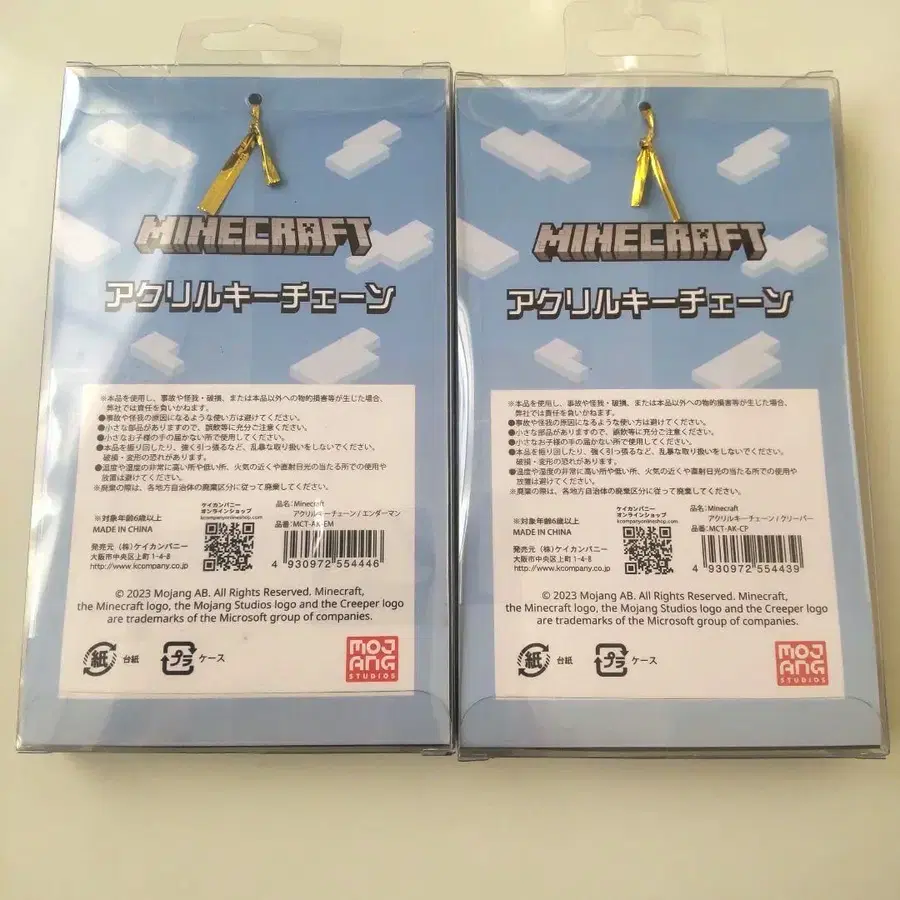 MINECRAFT
アクリルキーチェーン
※本品を使用し、事故や怪我・破損、または本品以外への物的損害等が生じた場合、
弊社では責任を負いかねます。
●事故や怪我の原因になるような使い方は避けてください。
●小さな部品がありますので、誤飲等に充分ご注意ください。
●小さなお子様の手の届かない所で使用してください。
●本品を振り回したり、強く引っ張るなど、乱暴な取り扱いをしないでください。
破損・変形の恐れがあります。
●温度や湿度の非常に高い所や低い所、火気の近くや直射日光の当たる所での使用や
放置は避けてください。
※廃棄の際は、各地方自治体の廃棄区分に従って廃棄してください。
※対象年齢6歳以上
MADE IN CHINA
発売元 (株)ケイカンパニー
大阪市中央区上町 1-4-8
http://www.kcompany.co.jp
ケイカンパニー
オンラインショップ
kcompanyonlineshop.com
品名:Minecraft
アクリルキーチェーン / エンダーマン
品番:MCT-AK-EM
4 930972 554446
© 2023 Mojang AB. All Rights Reserved. Minecraft,
the Minecraft logo, the Mojang Studios logo and the Creeper logo
are trademarks of the Microsoft group of companies.
紙 台紙
プラ ケース
MOJANG
STUDIOS
MINECRAFT
アクリルキーチェーン
※本品を使用し、事故や怪我・破損、または本品以外への物的損害等が生じた場合、
弊社では責任を負いかねます。
●事故や怪我の原因になるような使い方は避けてください。
●小さな部品がありますので、誤飲等に充分ご注意ください。
●小さなお子様の手の届かない所で使用してください。
●本品を振り回したり、強く引っ張るなど、乱暴な取り扱いをしないでください。
破損・変形の恐れがあります。
●温度や湿度の非常に高い所や低い所、火気の近くや直射日光の当たる所での使用や
放置は避けてください。
※廃棄の際は、各地方自治体の廃棄区分に従って廃棄してください。
※対象年齢6歳以上
MADE IN CHINA
発売元 (株)ケイカンパニー
大阪市中央区上町 1-4-8
http://www.kcompany.co.jp
ケイカンパニー
オンラインショップ
kcompanyonlineshop.com
品名:Minecraft
アクリルキーチェーン / クリーパー
品番:MCT-AK-CP
4 930972 554439
© 2023 Mojang AB. All Rights Reserved. Minecraft,
the Minecraft logo, the Mojang Studios logo and the Creeper logo
are trademarks of the Microsoft group of companies.
紙 台紙
プラ ケース
MOJANG
STUDIOS